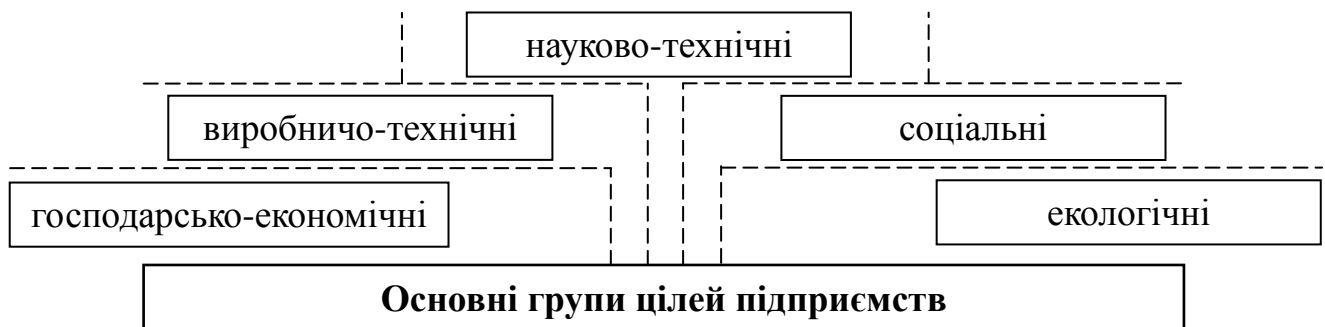 науково-технічні
виробничо-технічні
соціальні
господарсько-економічні
екологічні
Основні групи цілей підприємств